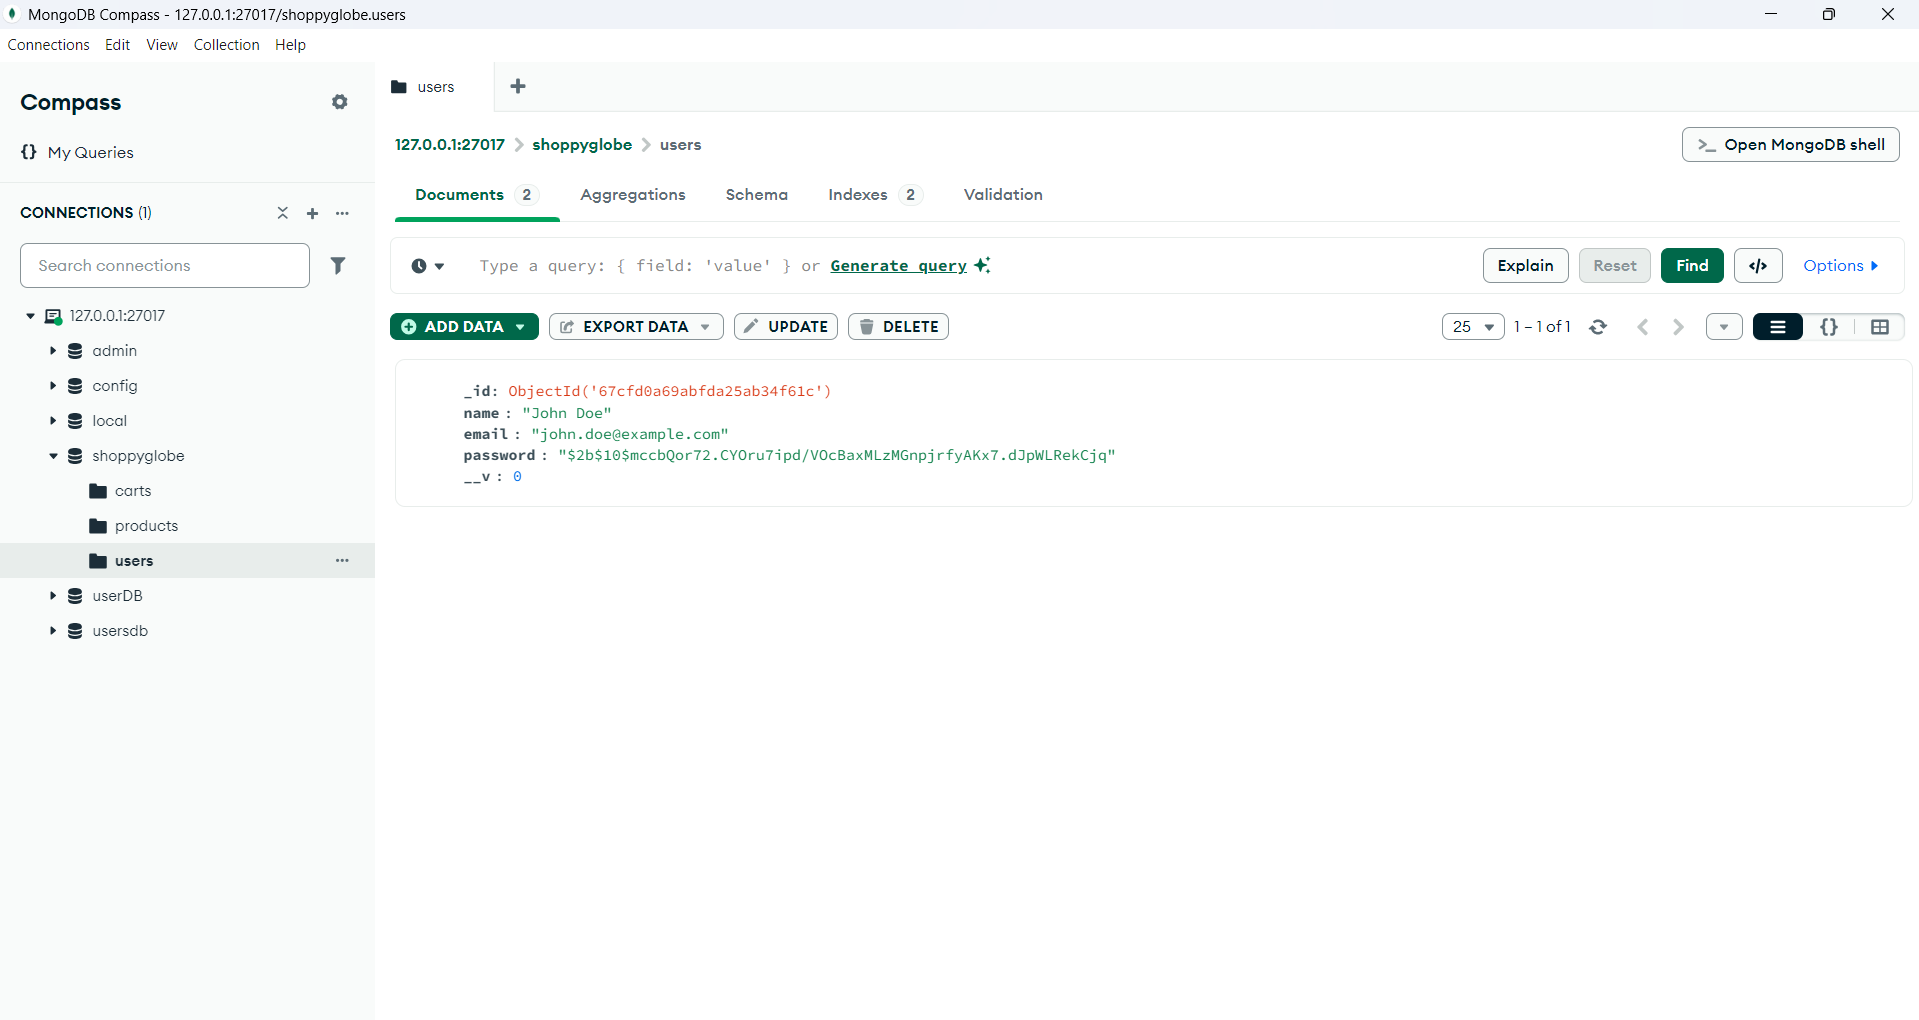 MongoDB Compass - 127.0.0.1:27017/shoppyglobe.users
Connections Edit View Collection Help
Compass
{} My Queries
CONNECTIONS (1)
Search connections
127.0.0.1:27017
admin
config
local
shoppyglobe
carts
products
users
userDB
usersdb
users
127.0.0.1:27017 > shoppyglobe > users
>_ Open MongoDB shell
Documents 2 Aggregations Schema Indexes 2 Validation
Type a query: { field: 'value' } or Generate query
Explain Reset Find </> Options
ADD DATA EXPORT DATA UPDATE DELETE
25 1 – 1 of 1 {}
_id: ObjectId('67cfd0a69abfda25ab34f61c')
name : "John Doe"
email : "john.doe@example.com"
password : "$2b$10$mccbQor72.CYOru7ipd/VOcBaxMLzMGnpjrfyAKx7.dJpWLRekCjq"
__v : 0